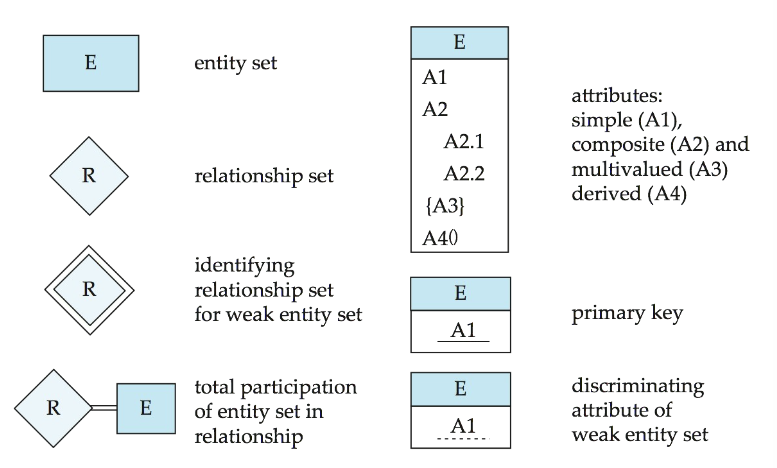 E
entity set
R
relationship set
R
identifying
relationship set
for weak entity set
R
E
total participation
of entity set in
relationship
E
A1
A2
A2.1
A2.2
{A3}
A4()
attributes:
simple (A1),
composite (A2) and
multivalued (A3)
derived (A4)
E
A1
primary key
E
A1
discriminating
attribute of
weak entity set